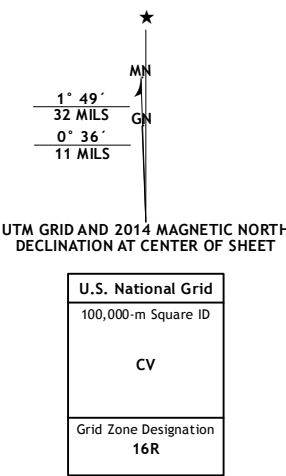 MN
1° 49´
32 MILS
GN
0° 36´
11 MILS
UTM GRID AND 2014 MAGNETIC NORTH
DECLINATION AT CENTER OF SHEET
U.S. National Grid
100,000-m Square ID
CV
Grid Zone Designation
16R